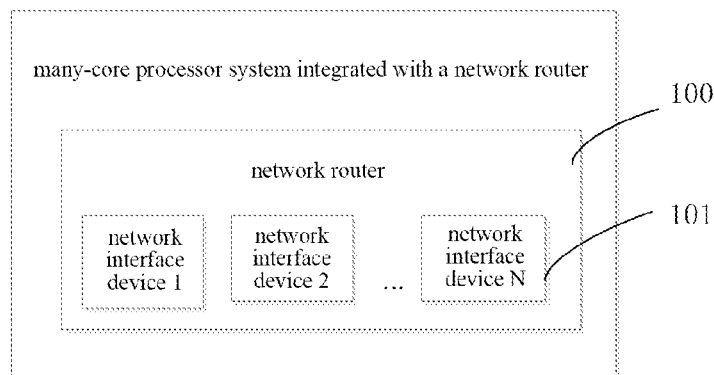 many-core processor system integrated with a network router
100
network router
101
network
interface
device 1
network
interface
device 2
...
network
interface
device N